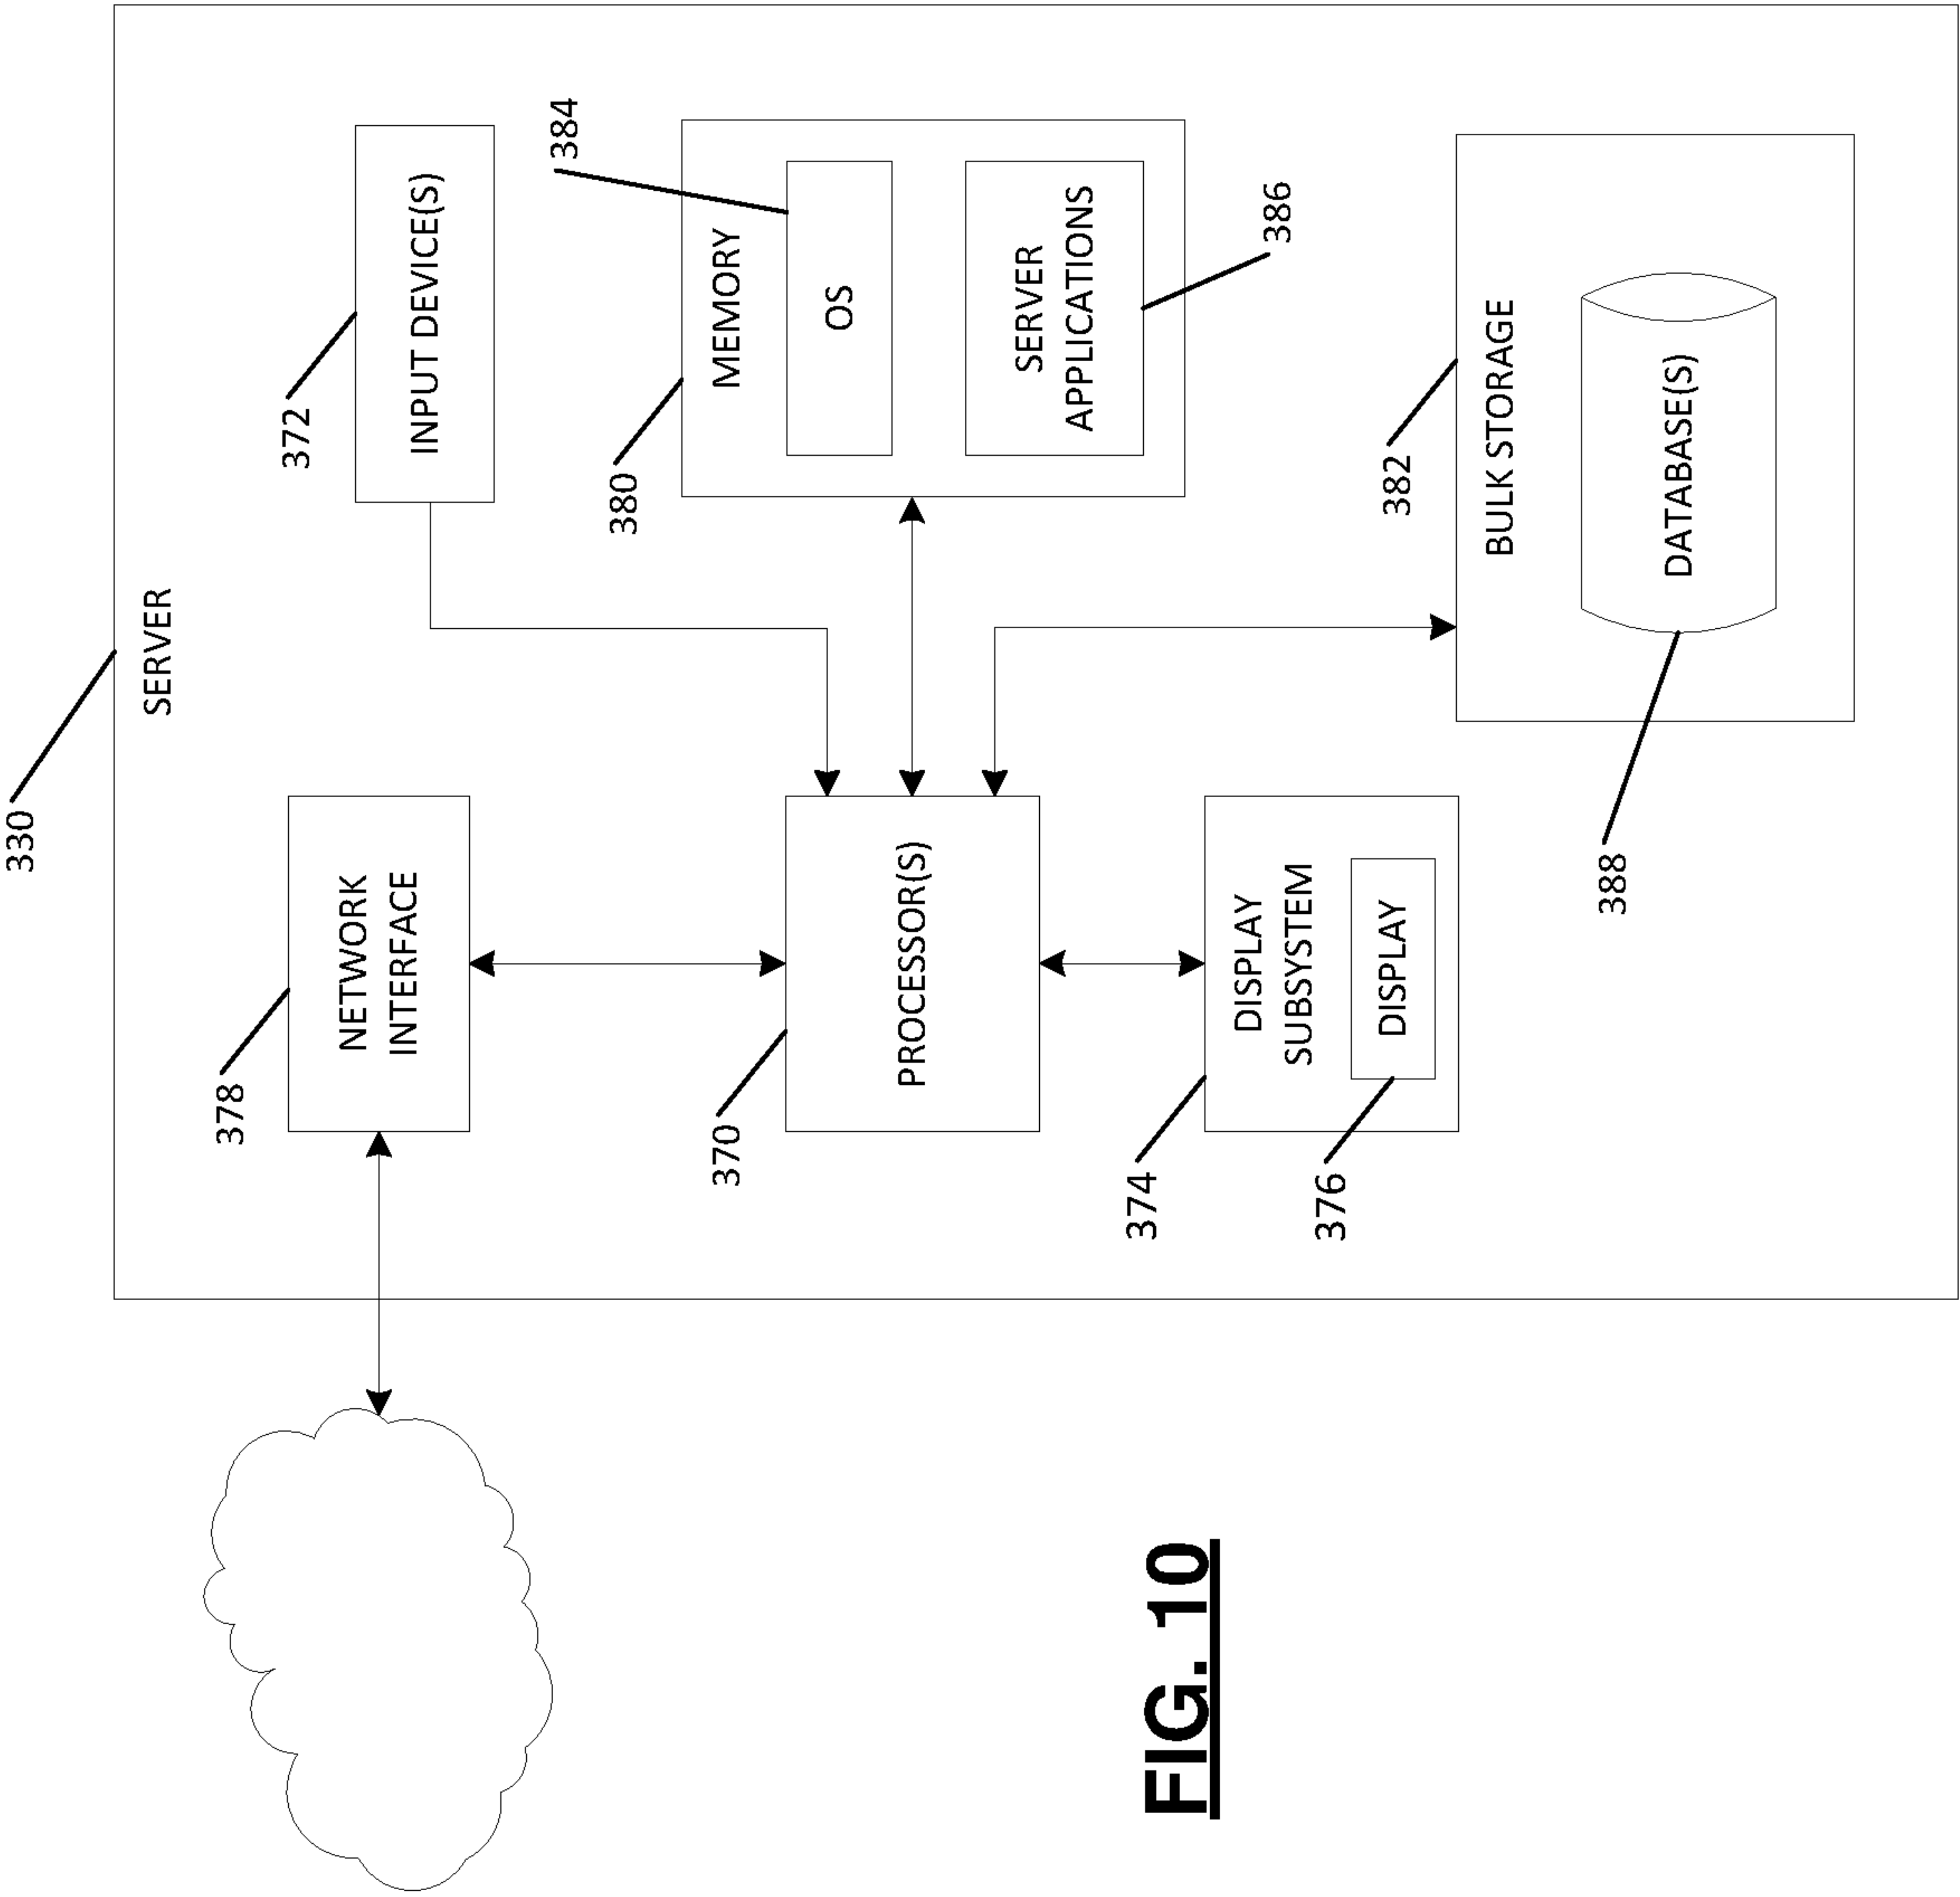 330
SERVER
378
NETWORK
INTERFACE
372
INPUT DEVICE(S)
370
PROCESSOR(S)
380
MEMORY
384
OS
SERVER
APPLICATIONS
386
374
DISPLAY
SUBSYSTEM
376
DISPLAY
382
BULK STORAGE
DATABASE(S)
388
FIG. 10